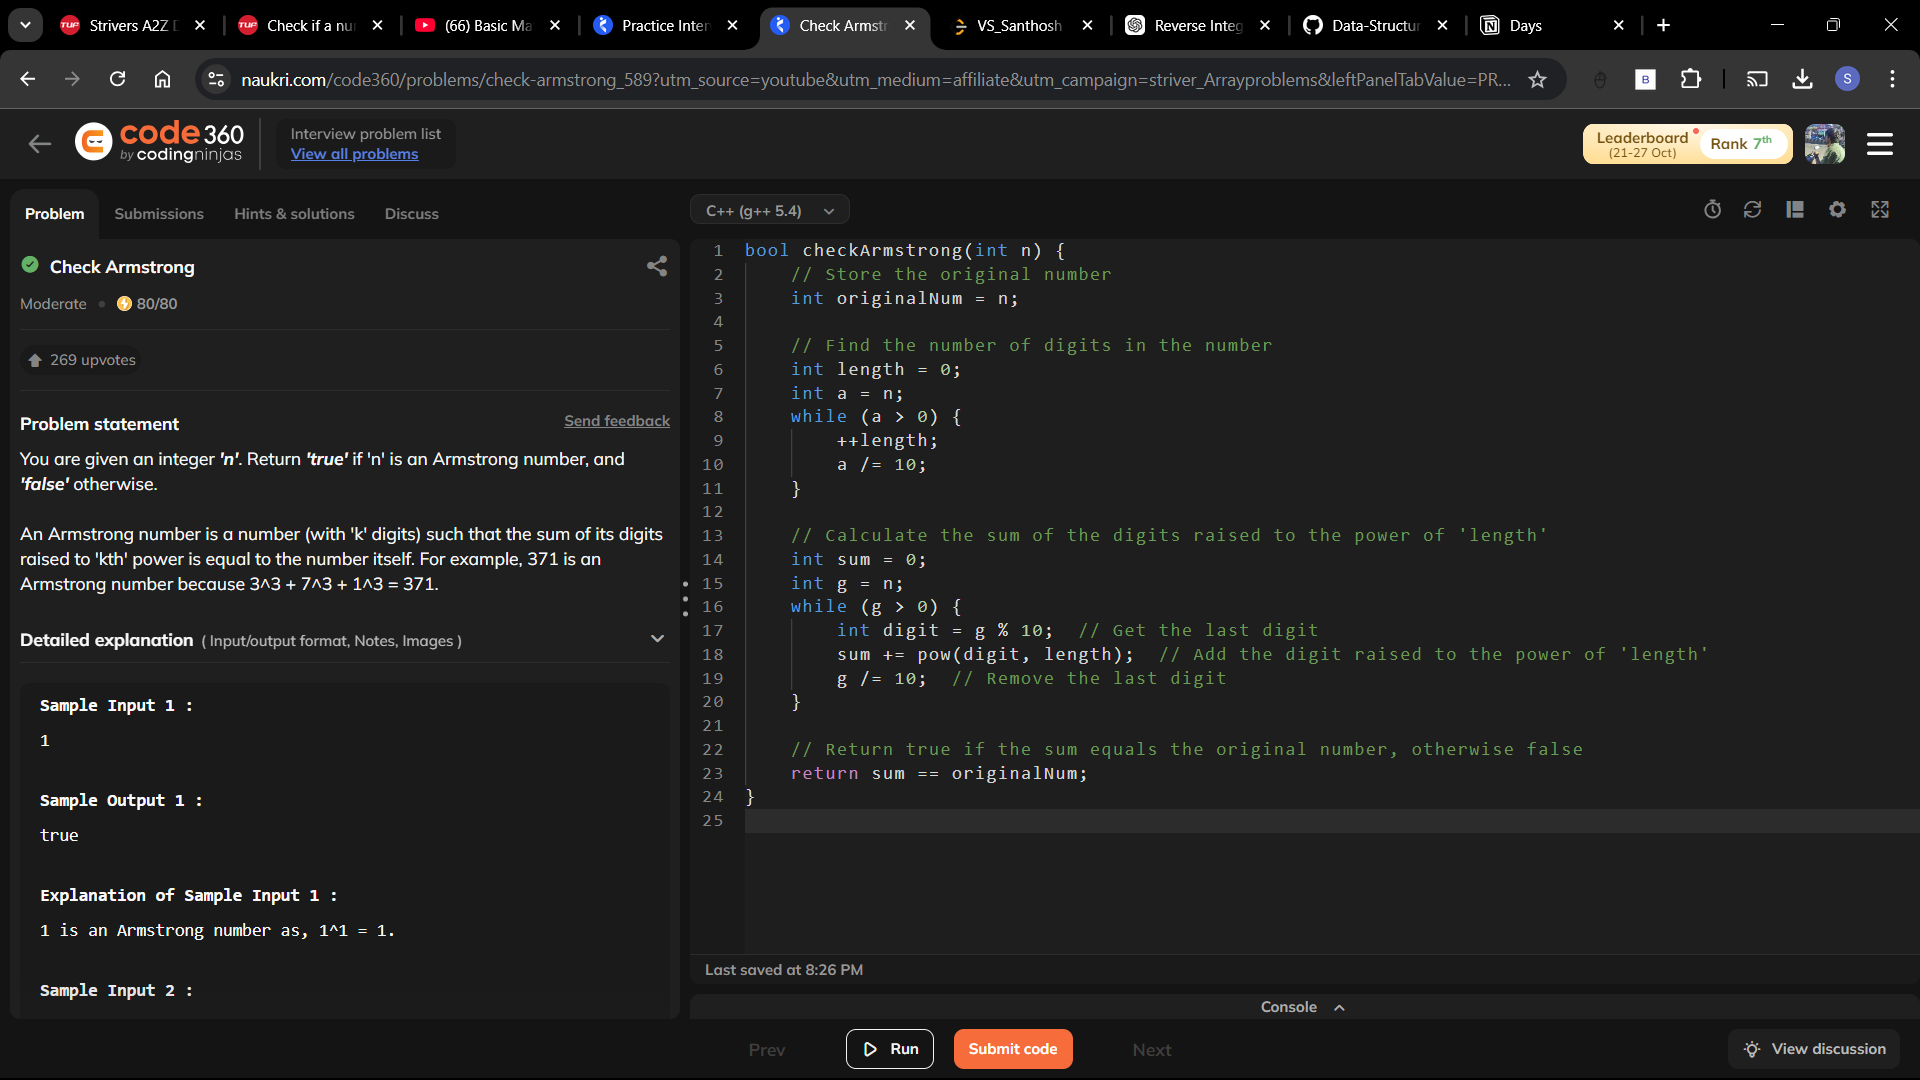 Strivers A2Z D
Check if a nu
(66) Basic Ma
Practice Inter
Check Armstr
VS_Santhosh
Reverse Integ
Data-Structur
Days
naukri.com/code360/problems/check-armstrong_589?utm_source=youtube&utm_medium=affiliate&utm_campaign=striver_Arrayproblems&leftPanelTabValue=PR...
B
S
code 360
by codingninjas
Interview problem list
View all problems
Leaderboard
(21-27 Oct)
Rank 7th
Problem
Submissions
Hints & solutions
Discuss
Check Armstrong
Moderate
80/80
269 upvotes
Problem statement
Send feedback
You are given an integer 'n'. Return 'true' if 'n' is an Armstrong number, and
'false' otherwise.
An Armstrong number is a number (with 'k' digits) such that the sum of its digits
raised to 'kth' power is equal to the number itself. For example, 371 is an
Armstrong number because 3^3 + 7^3 + 1^3 = 371.
Detailed explanation ( Input/output format, Notes, Images )
Sample Input 1 :
1
Sample Output 1 :
true
Explanation of Sample Input 1 :
1 is an Armstrong number as, 1^1 = 1.
Sample Input 2 :
C++ (g++ 5.4)
1 bool checkArmstrong(int n) {
2 // Store the original number
3 int originalNum = n;
4
5 // Find the number of digits in the number
6 int length = 0;
7 int a = n;
8 while (a > 0) {
9 ++length;
10 a /= 10;
11 }
12
13 // Calculate the sum of the digits raised to the power of 'length'
14 int sum = 0;
15 int g = n;
16 while (g > 0) {
17 int digit = g % 10; // Get the last digit
18 sum += pow(digit, length); // Add the digit raised to the power of 'length'
19 g /= 10; // Remove the last digit
20 }
21
22 // Return true if the sum equals the original number, otherwise false
23 return sum == originalNum;
24 }
25
Last saved at 8:26 PM
Console
Prev
Run
Submit code
Next
View discussion